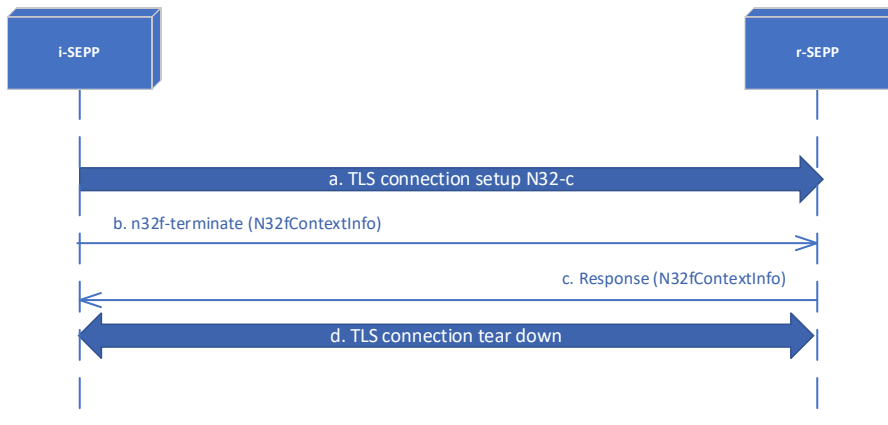 i-SEPP
r-SEPP
a. TLS connection setup N32-c
b. n32f-terminate (N32fContextInfo)
c. Response (N32fContextInfo)
d. TLS connection tear down